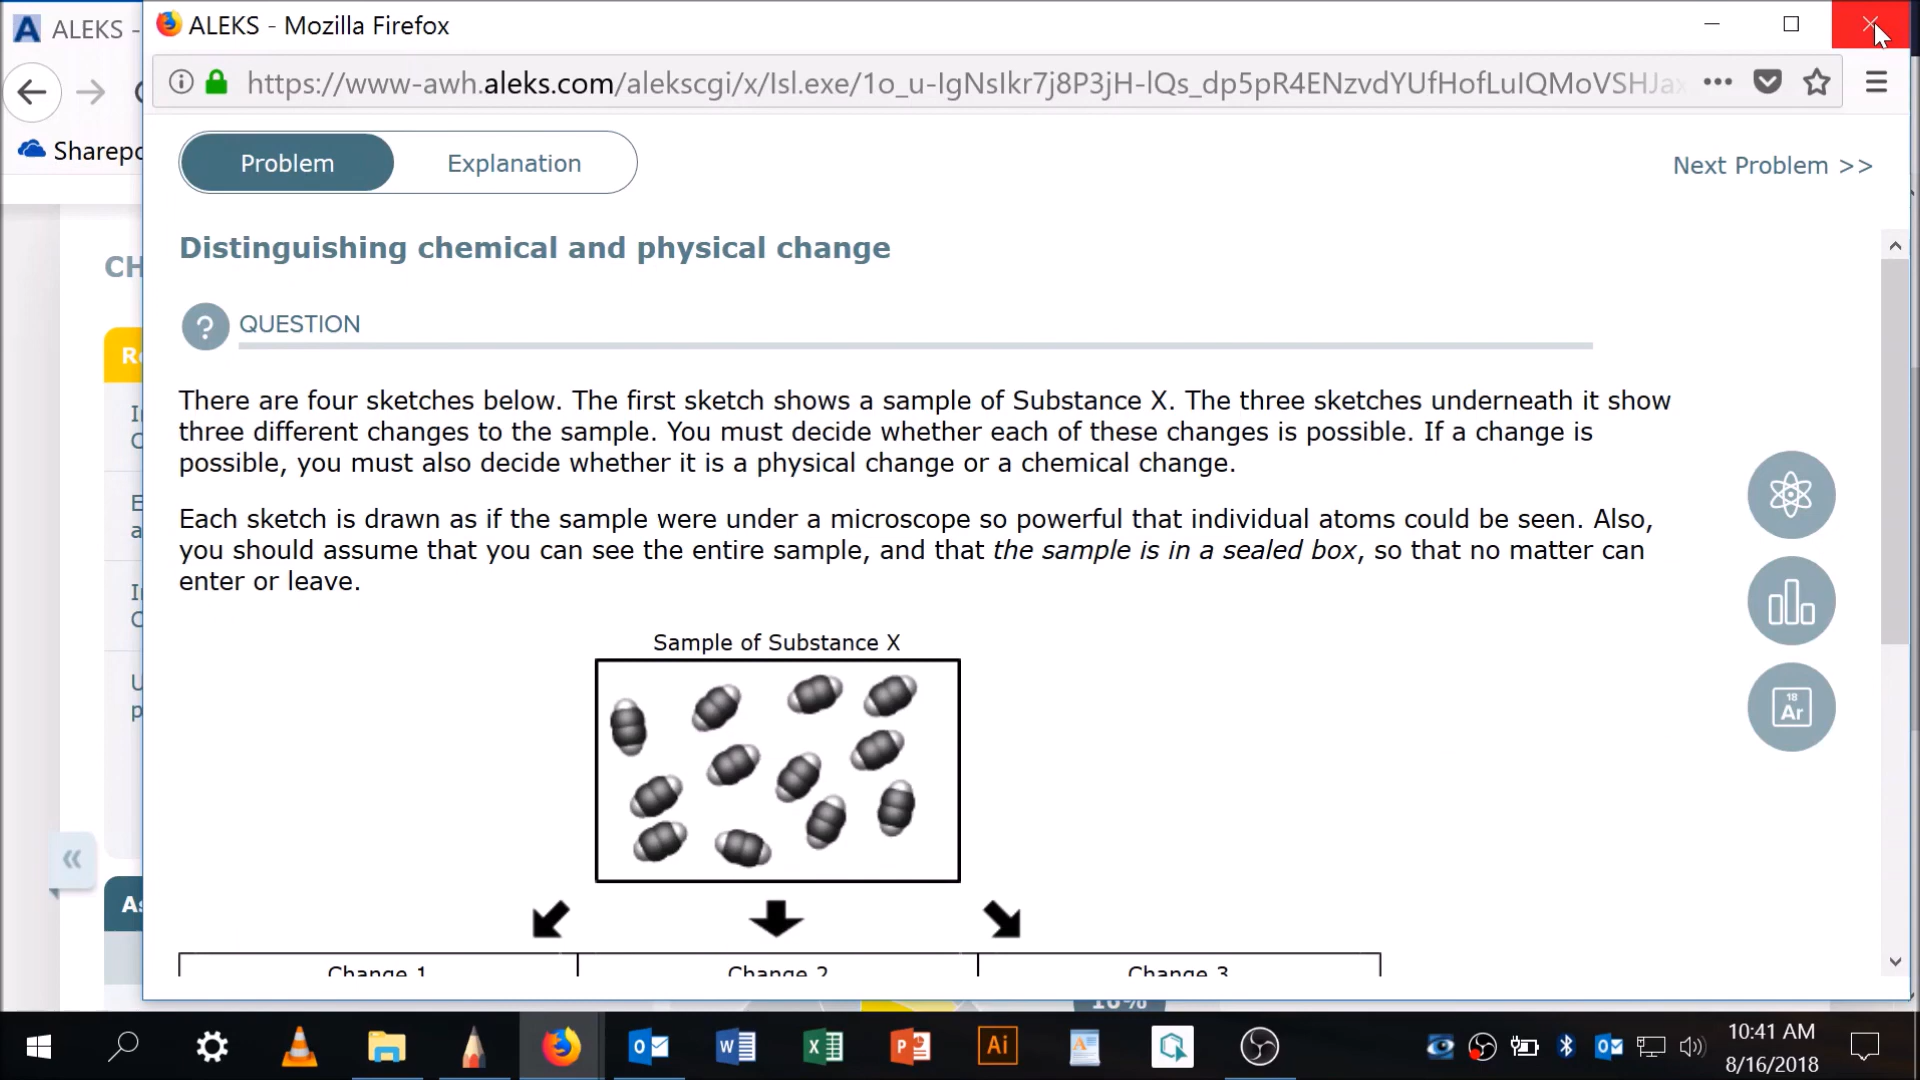 ALEKS -
ALEKS - Mozilla Firefox
https://www-awh.aleks.com/alekscgi/x/Isl.exe/1o_u-IgNsIkr7j8P3jH-lQs_dp5pR4ENzvdYUfHofLuIQMoVSHJax
Sharepo
Problem
Explanation
Next Problem >>
Distinguishing chemical and physical change
CH
? QUESTION
There are four sketches below. The first sketch shows a sample of Substance X. The three sketches underneath it show
three different changes to the sample. You must decide whether each of these changes is possible. If a change is
possible, you must also decide whether it is a physical change or a chemical change.
Each sketch is drawn as if the sample were under a microscope so powerful that individual atoms could be seen. Also,
you should assume that you can see the entire sample, and that the sample is in a sealed box, so that no matter can
enter or leave.
Sample of Substance X
18
Ar
As
Change 1
Change 2
Change 3
10:41 AM
8/16/2018
Ai